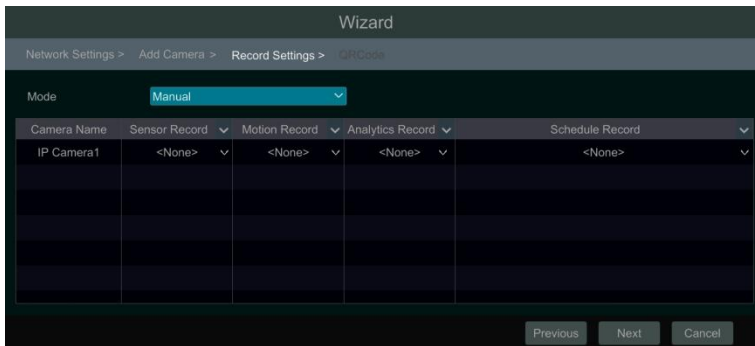 Wizard
Network Settings > Add Camera > Record Settings > QRCode
Mode Manual
Camera Name Sensor Record Motion Record Analytics Record Schedule Record
IP Camera1 <None> <None> <None> <None>
Previous Next Cancel